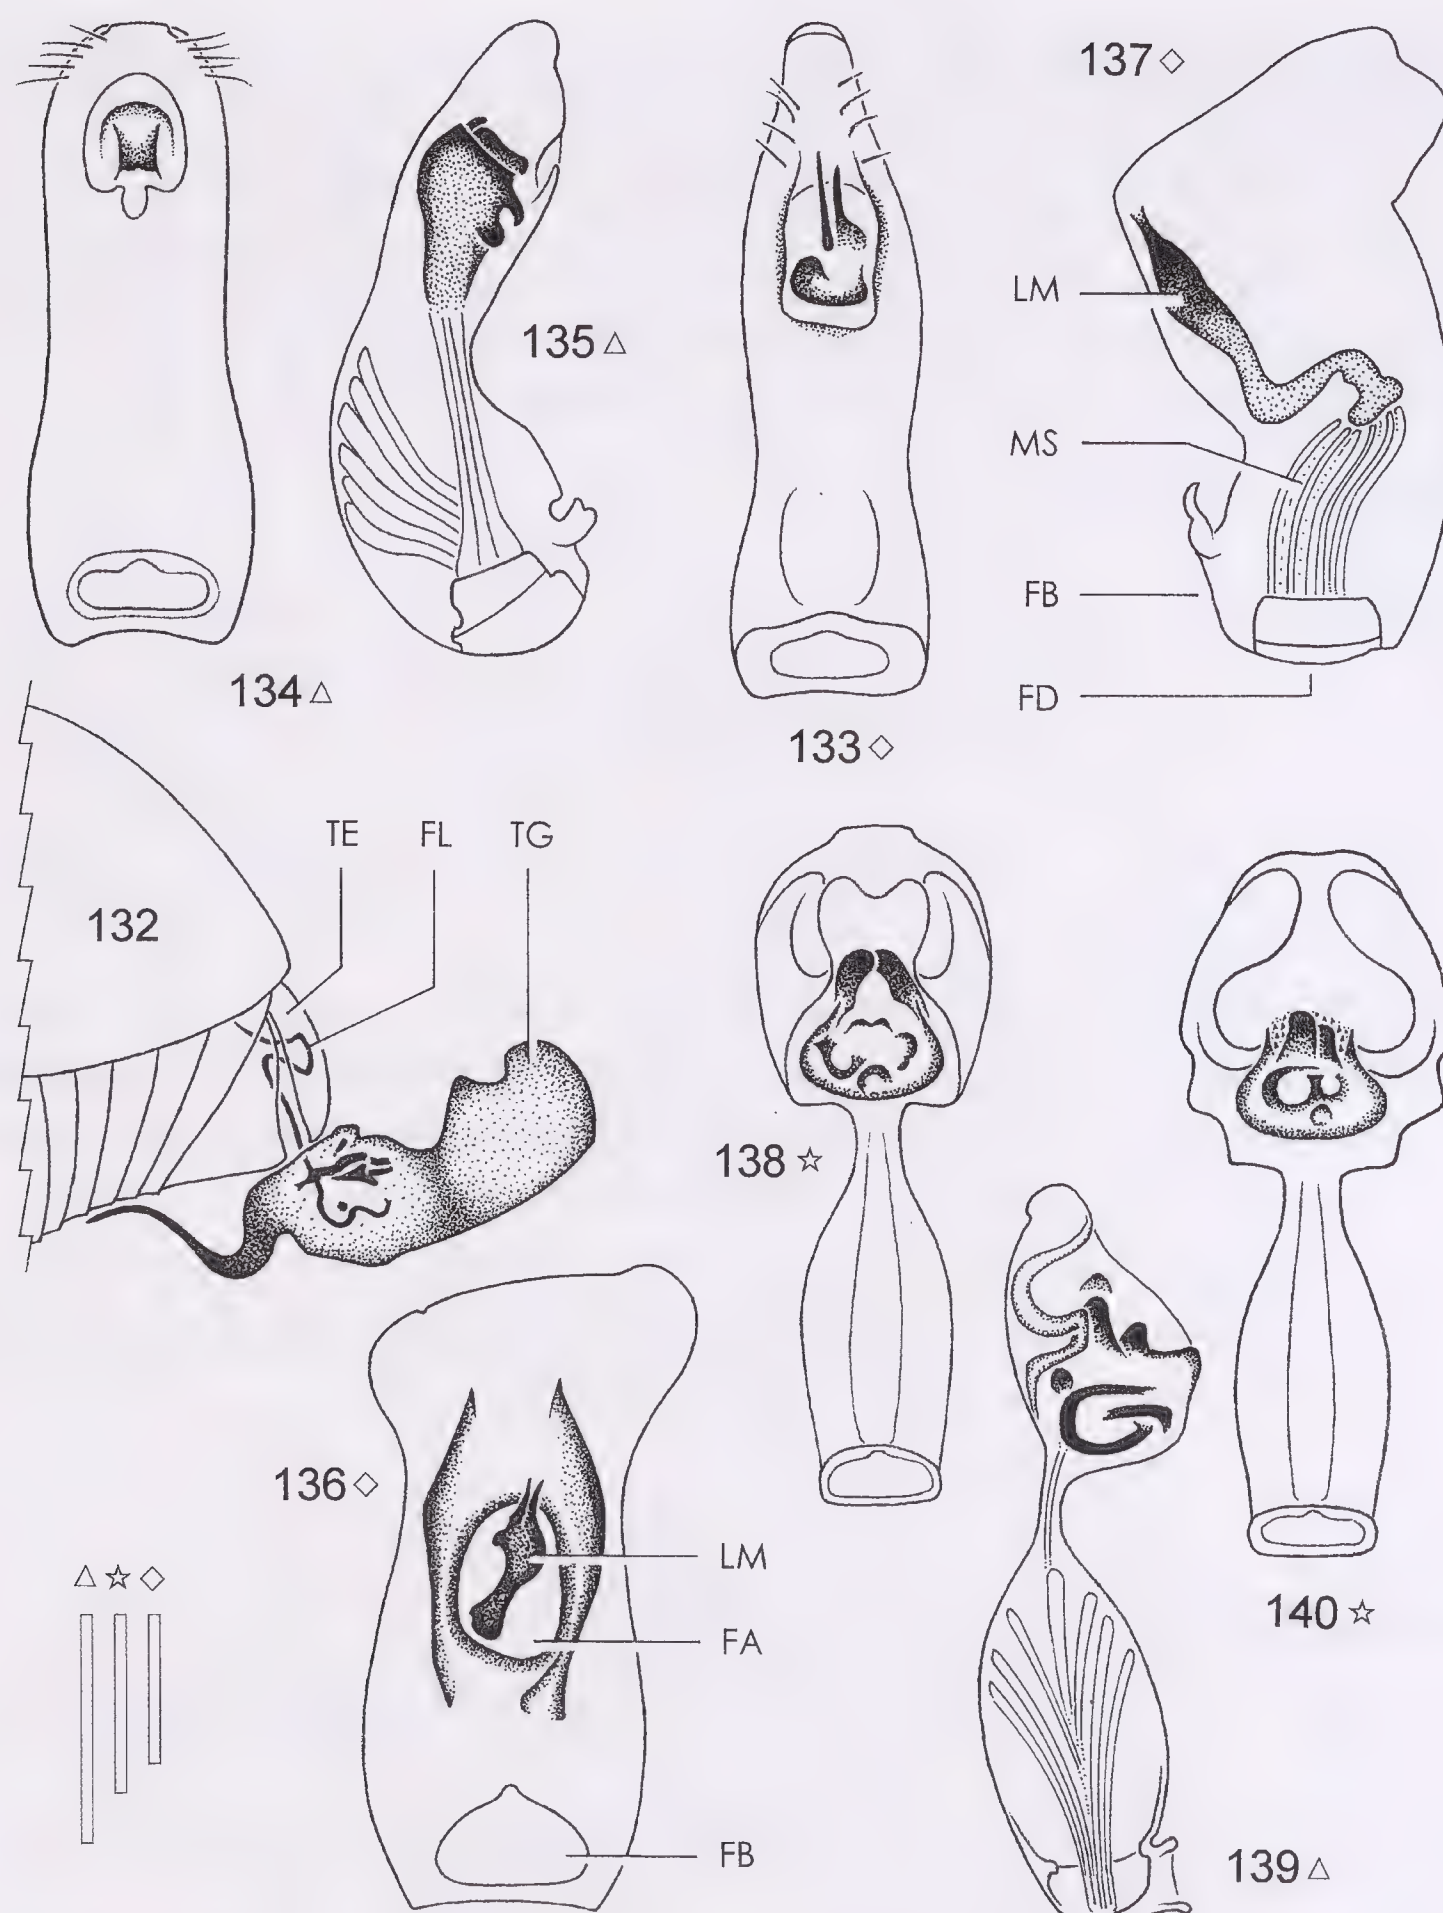 137 ◇
LM
135 △
MS
FB
FD
134 △
133 ◇
TE FL TG
132
138 ☆
136 ◇
LM
△ ☆ ◇
140 ☆
FA
FB
139 △